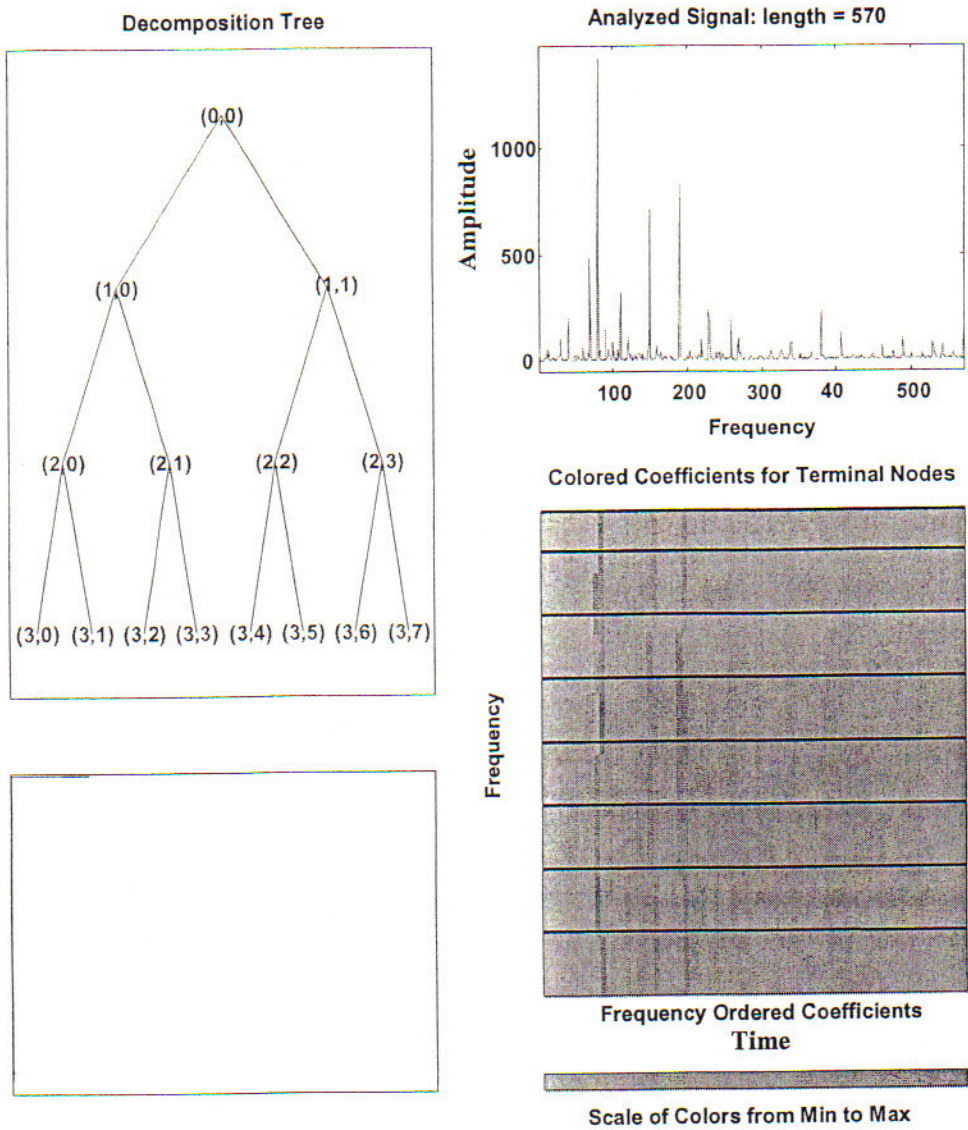 Decomposition Tree
(0,0)
(1,0) (1,1)
(2,0) (2,1) (2,2) (2,3)
(3,0) (3,1) (3,2) (3,3) (3,4) (3,5) (3,6) (3,7)
Analyzed Signal: length = 570
Amplitude
1000
500
0
100 200 300 40 500
Frequency
Colored Coefficients for Terminal Nodes
Frequency
Frequency Ordered Coefficients
Time
Scale of Colors from Min to Max